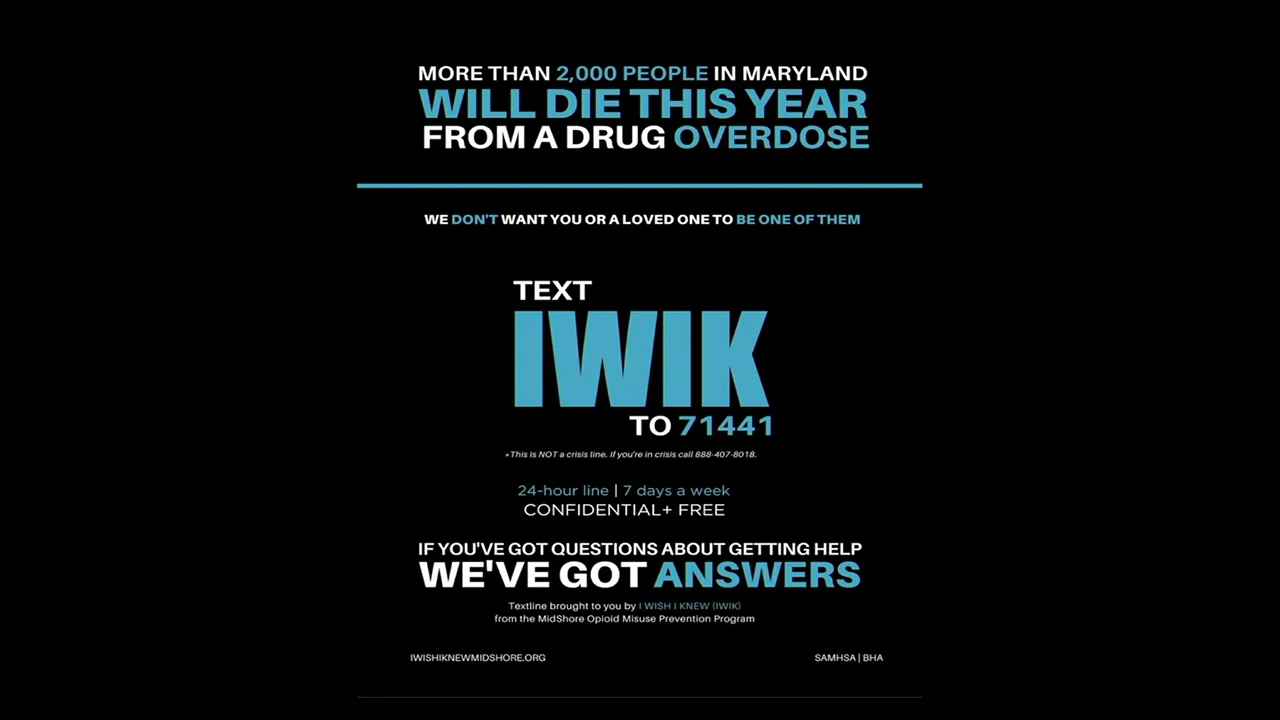 MORE THAN 2,000 PEOPLE IN MARYLAND
WILL DIE THIS YEAR
FROM A DRUG OVERDOSE
WE DON'T WANT YOU OR A LOVED ONE TO BE ONE OF THEM
TEXT
IWIK
TO 71441
*This is NOT a crisis line. If you're in crisis call 888-407-8018.
24-hour line | 7 days a week
CONFIDENTIAL+ FREE
IF YOU'VE GOT QUESTIONS ABOUT GETTING HELP
WE'VE GOT ANSWERS
Textline brought to you by I WISH I KNEW (IWIK)
from the MidShore Opioid Misuse Prevention Program
IWISHIKNEWMIDSHORE.ORG
SAMHSA | BHA